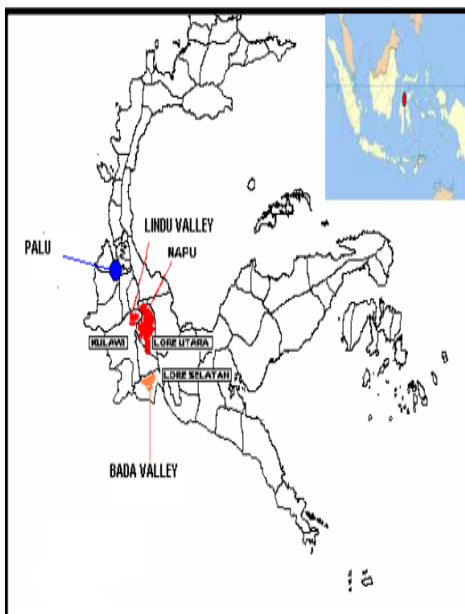 LINDU VALLEY
PALU
NAPU
KULAWI
LORE UTARA
LORE SELATAN
BADA VALLEY